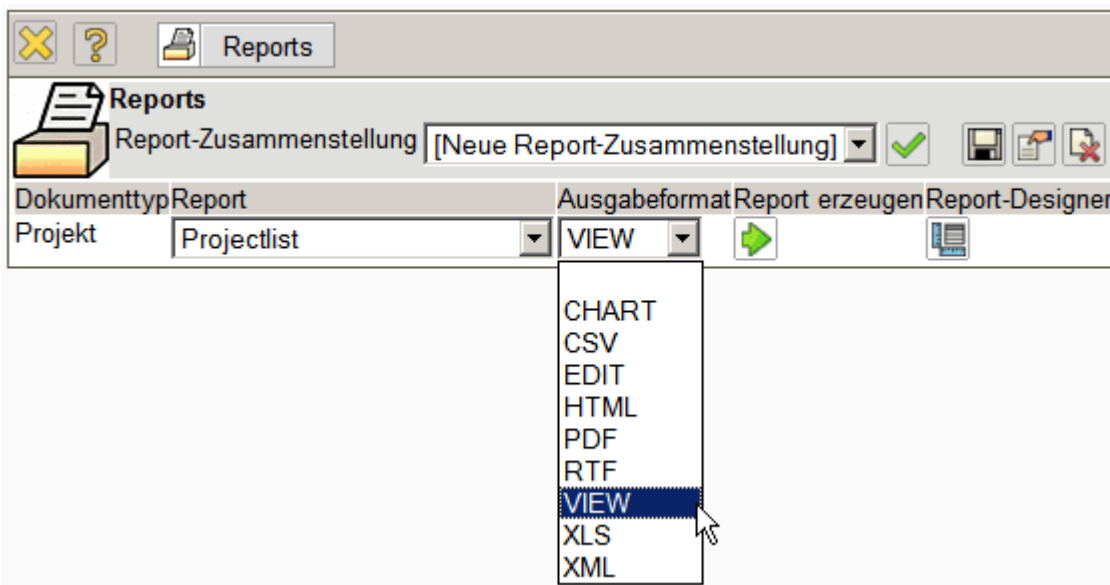 Reports
Reports
Report-Zusammenstellung [Neue Report-Zusammenstellung]
Dokumenttyp Report Ausgabeformat Report erzeugen Report-Designer
Projekt Projectlist VIEW
CHART
CSV
EDIT
HTML
PDF
RTF
VIEW
XLS
XML